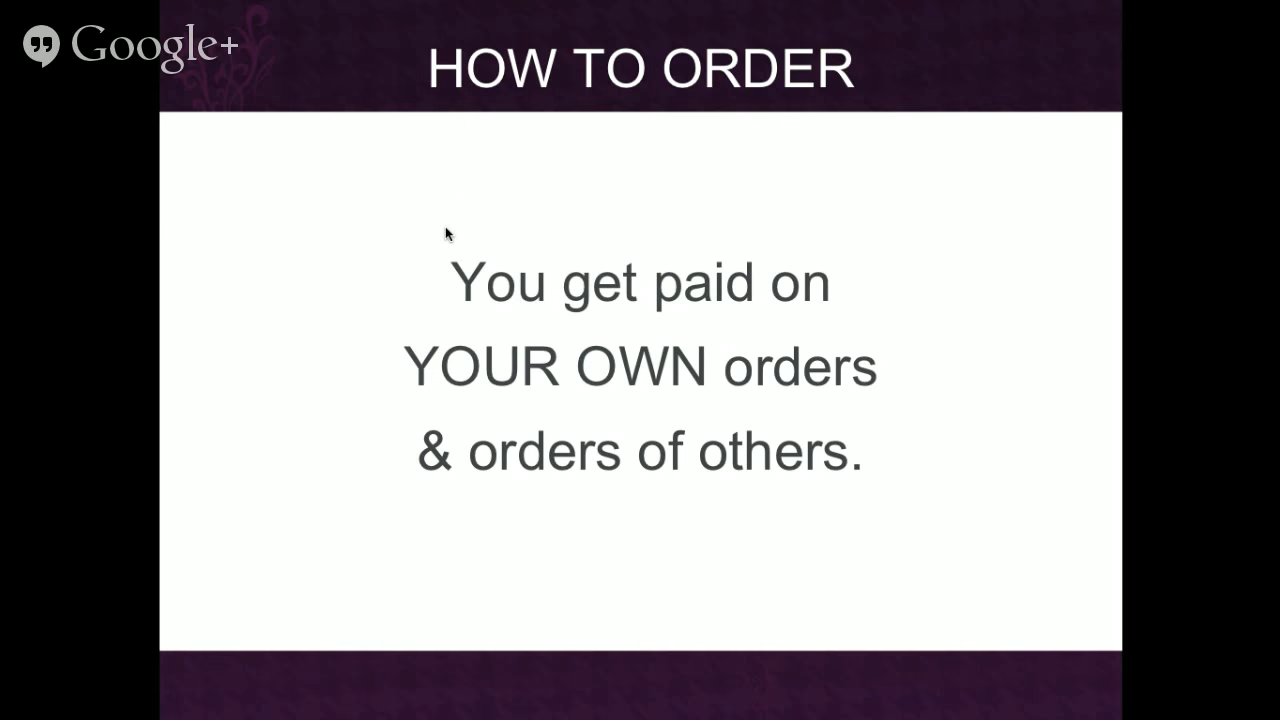 Google+
HOW TO ORDER
You get paid on
YOUR OWN orders
& orders of others.